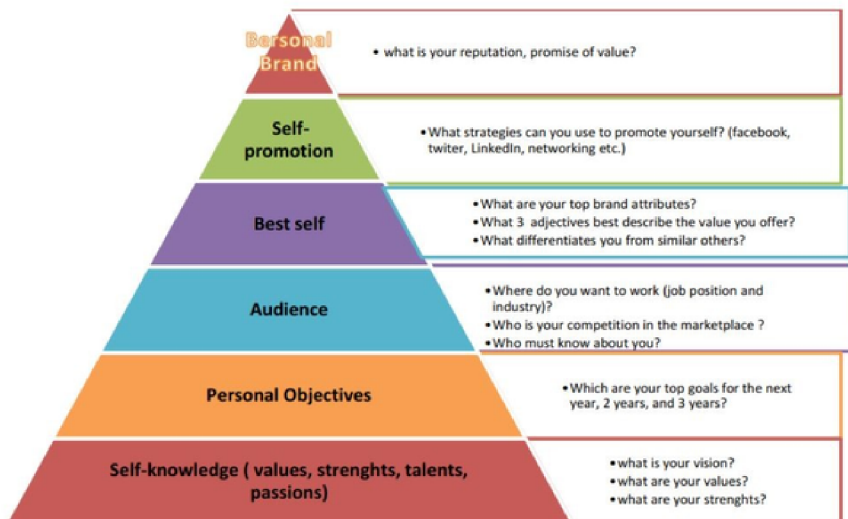 Bersonal
Brand
• what is your reputation, promise of value?
Self-
promotion
• What strategies can you use to promote yourself? (facebook,
twiter, LinkedIn, networking etc.)
Best self
• What are your top brand attributes?
• What 3 adjectives best describe the value you offer?
• What differentiates you from similar others?
Audience
• Where do you want to work (job position and
industry)?
• Who is your competition in the marketplace ?
• Who must know about you?
Personal Objectives
• Which are your top goals for the next
year, 2 years, and 3 years?
Self-knowledge ( values, strenghts, talents,
passions)
• what is your vision?
• what are your values?
• what are your strenghts?